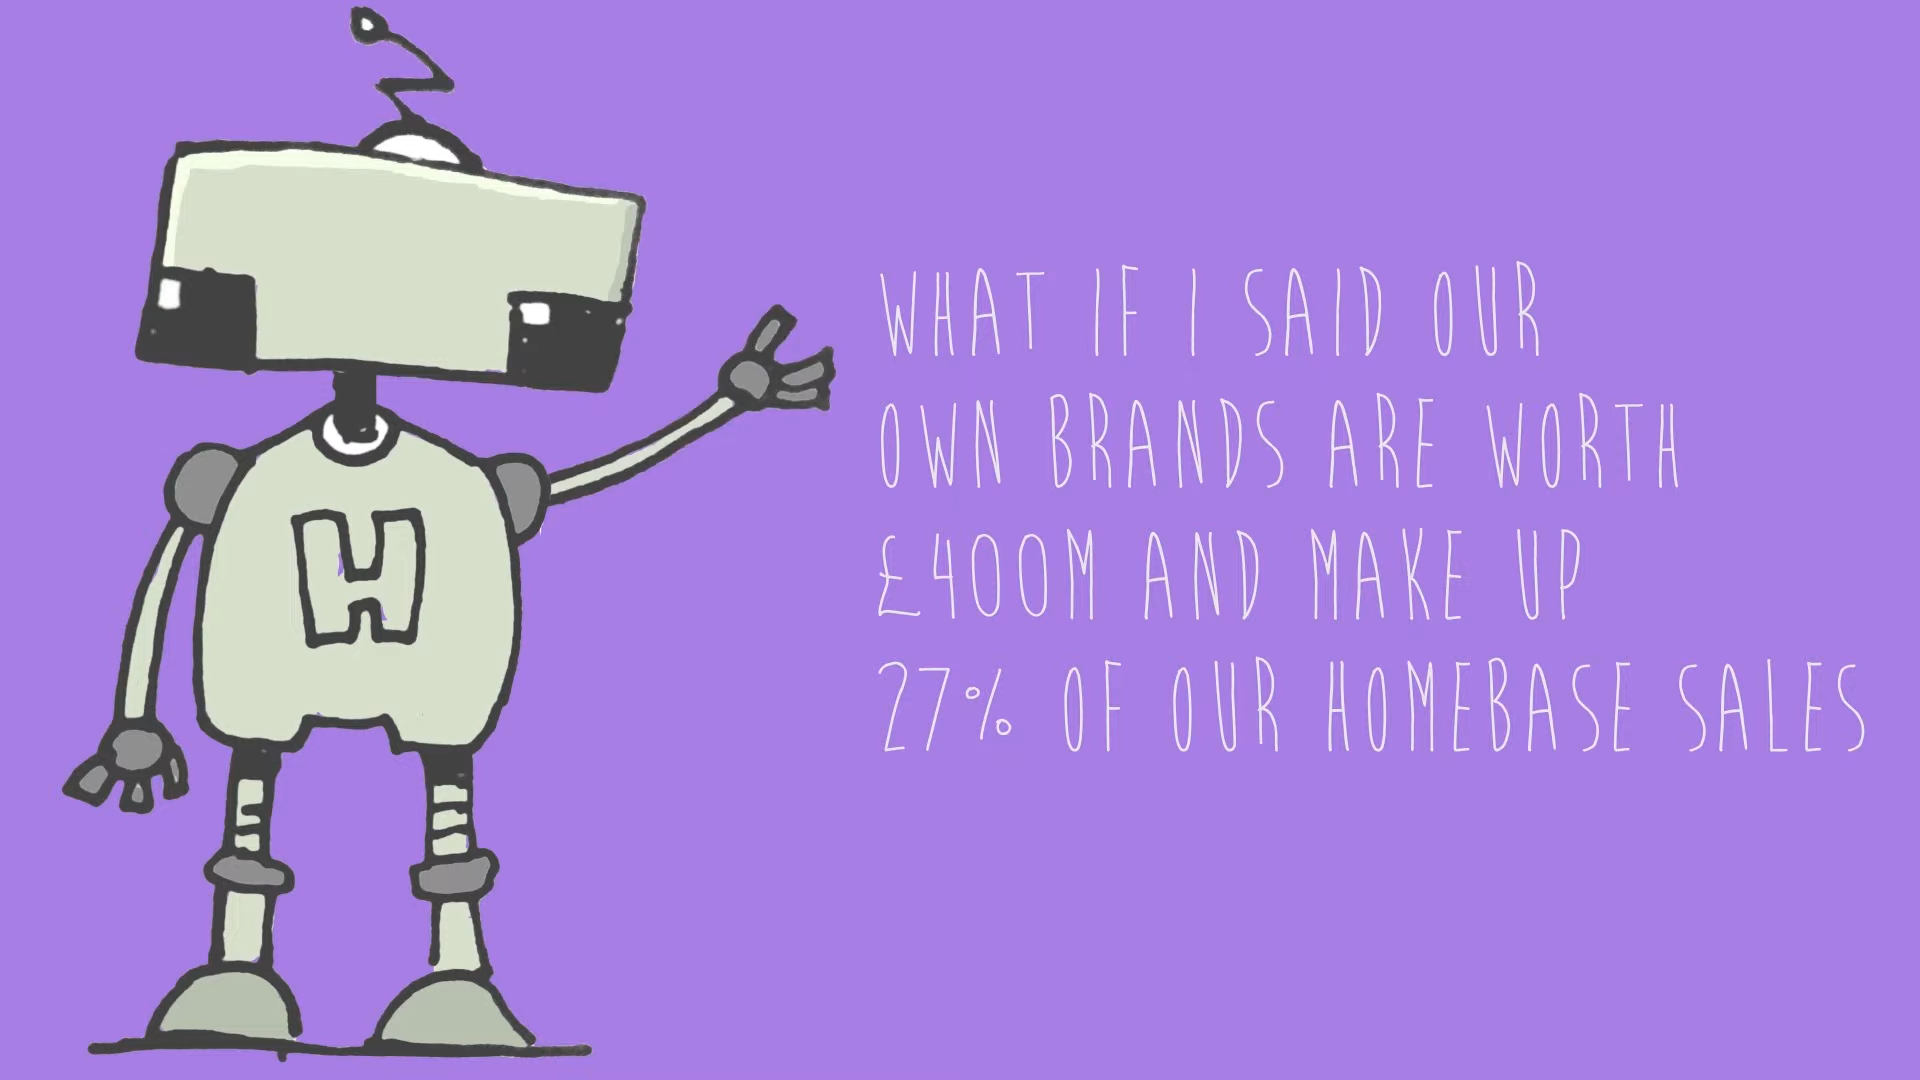 H
WHAT IF I SAID OUR
OWN BRANDS ARE WORTH
£400M AND MAKE UP
27% OF OUR HOMEBASE SALES